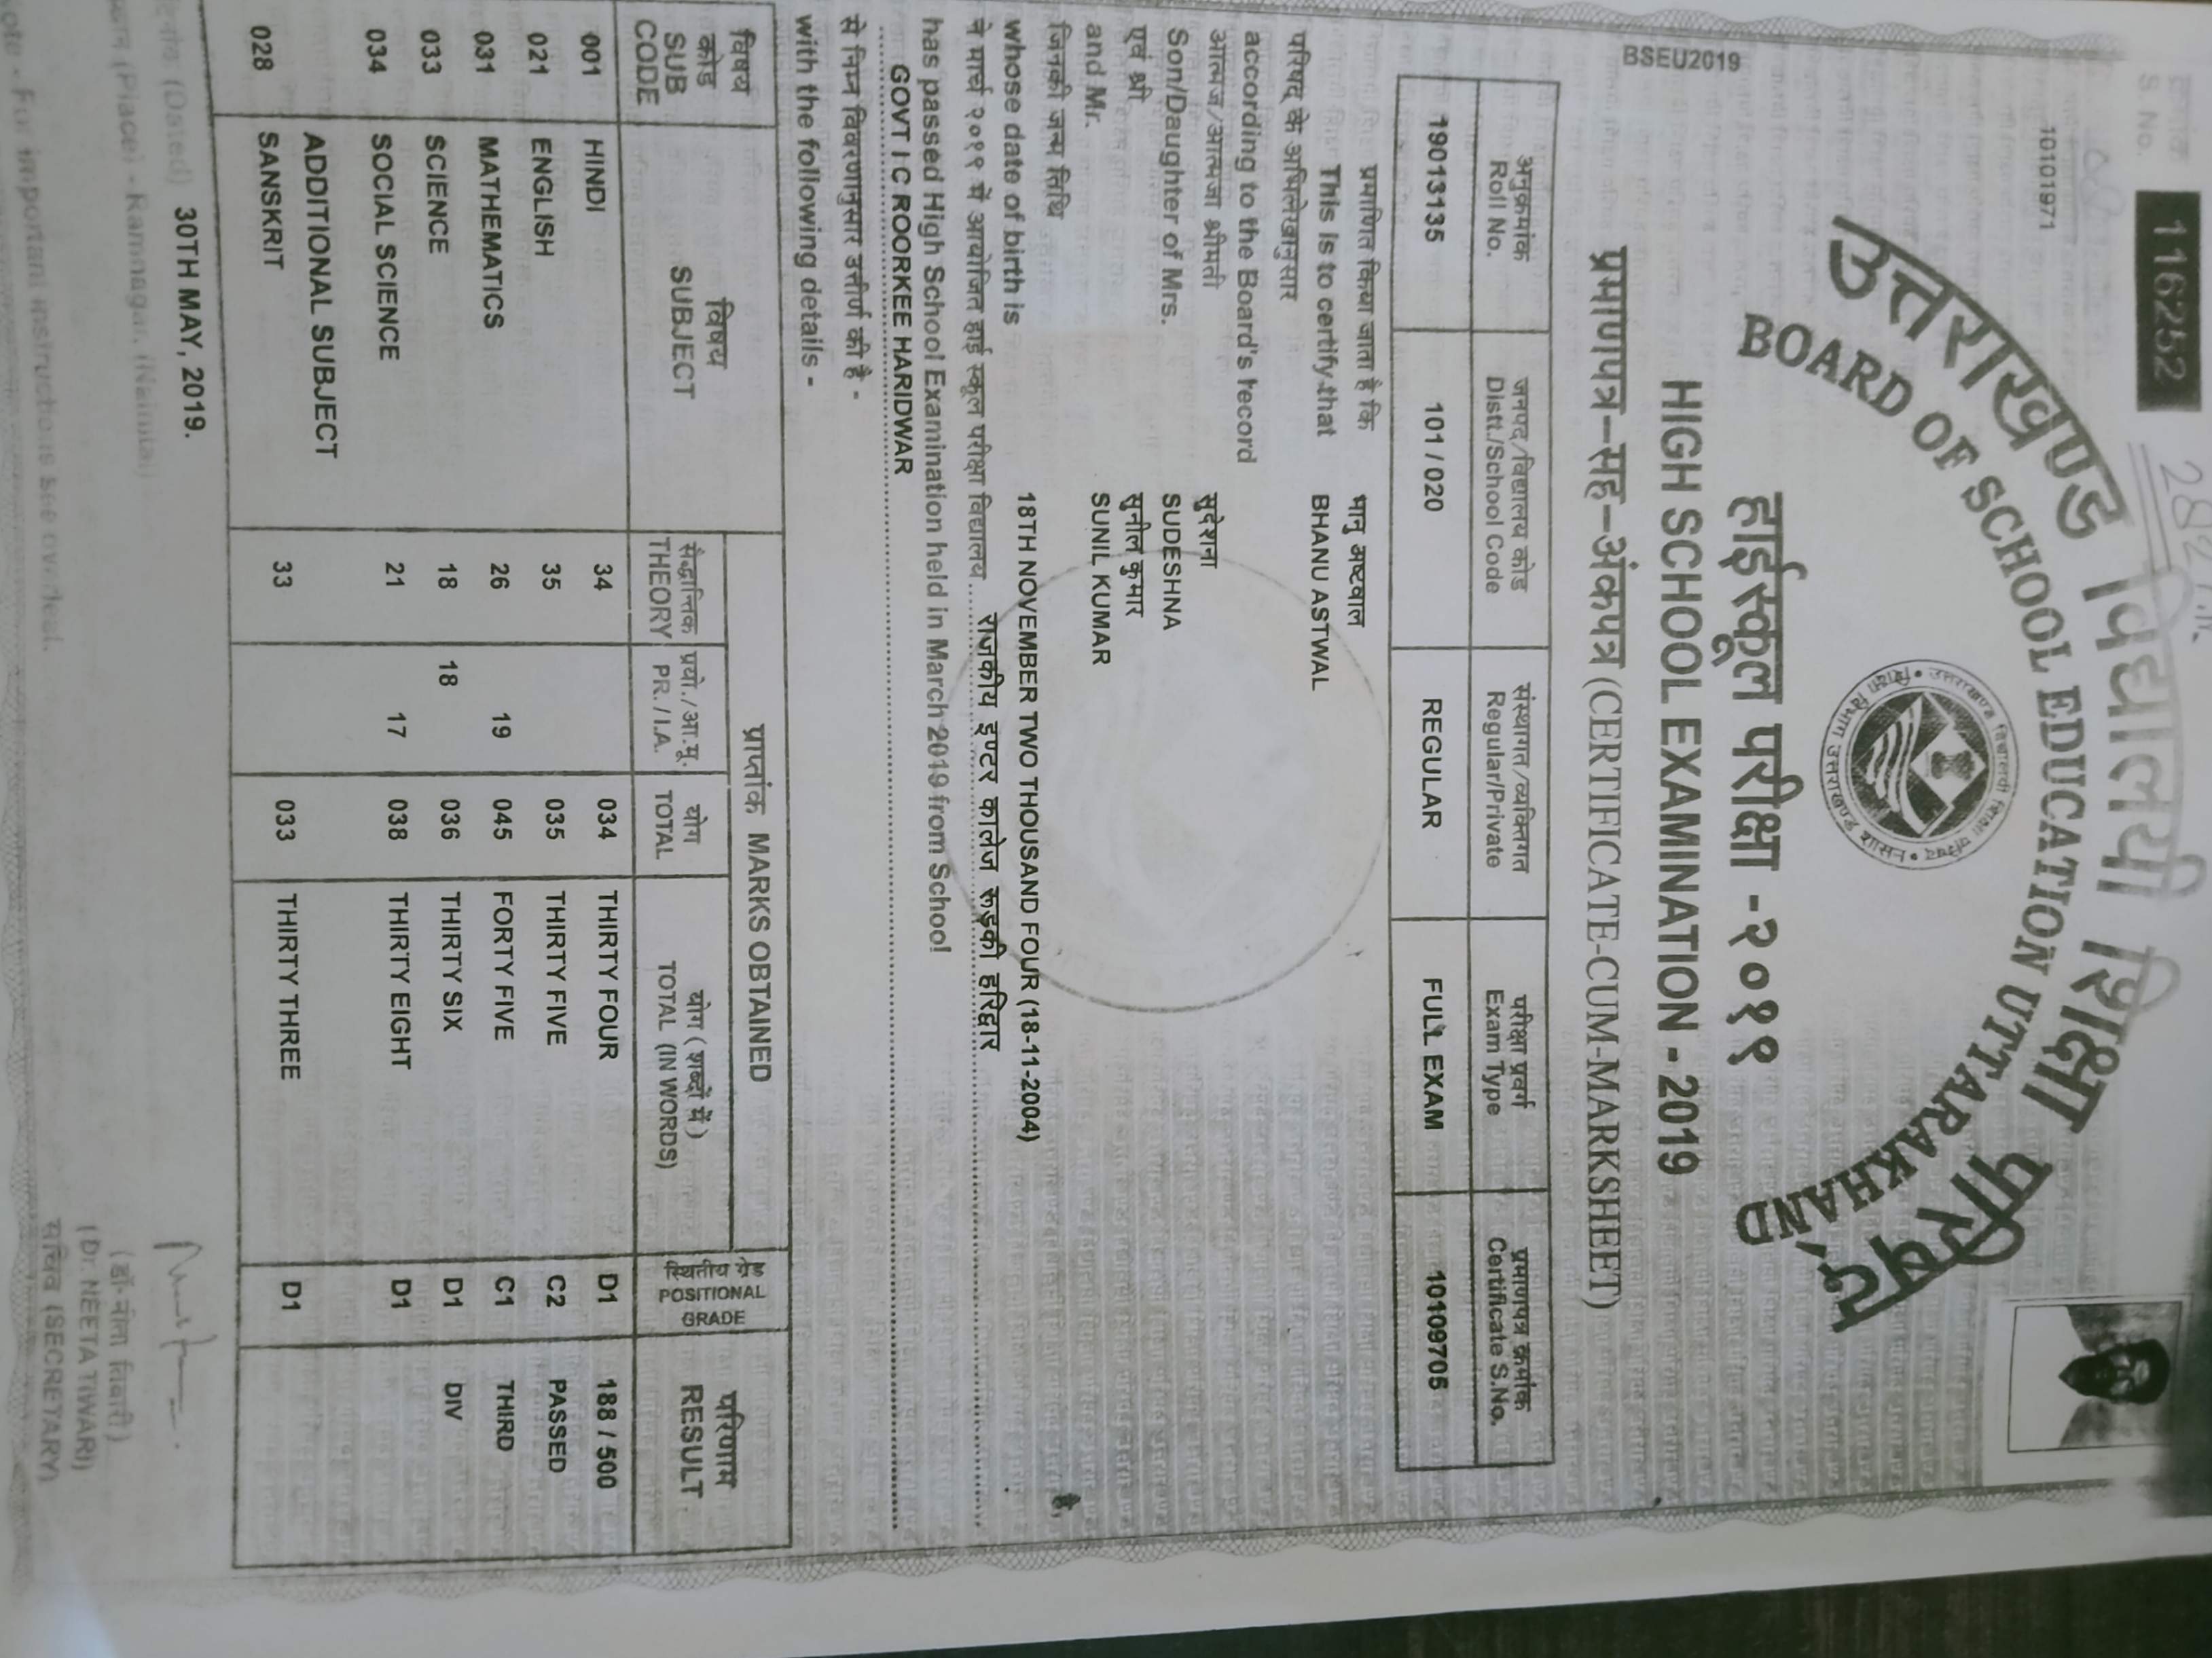 क्रमांक
S. No. 116252
10101971
उत्तराखण्ड विद्यालयी शिक्षा परिषद्
BOARD OF SCHOOL EDUCATION UTTARAKHAND
हाईस्कूल परीक्षा -२०१९
HIGH SCHOOL EXAMINATION - 2019
प्रमाणपत्र–सह–अंकपत्र (CERTIFICATE-CUM-MARKSHEET)
BSEU2019
अनुक्रमांक जनपद/विद्यालय कोड संस्थागत/व्यक्तिगत परीक्षा प्रवर्ग प्रमाणपत्र क्रमांक
Roll No. Distt./School Code Regular/Private Exam Type Certificate S.No.
19013135 101 / 020 REGULAR FULL EXAM 10109705
प्रमाणित किया जाता है कि भानु अष्टवाल
This is to certify that BHANU ASTWAL
परिषद के अभिलेखानुसार
according to the Board's record
आत्मज/आत्मजा श्रीमती सुदेशना
Son/Daughter of Mrs. SUDESHNA
एवं श्री सुनील कुमार
and Mr. SUNIL KUMAR
जिनकी जन्म तिथि
whose date of birth is 18TH NOVEMBER TWO THOUSAND FOUR (18-11-2004)
ने मार्च २०१९ में आयोजित हाई स्कूल परीक्षा विद्यालय राजकीय इण्टर कालेज रूड़की हरिद्वार
has passed High School Examination held in March 2019 from School
GOVT I C ROORKEE HARIDWAR
से निम्न विवरणानुसार उत्तीर्ण की है -
with the following details -
विषय कोड विषय प्राप्तांक MARKS OBTAINED स्थितीय ग्रेड परिणाम
SUB CODE SUBJECT सैद्धान्तिक प्रयो./आ.मू. योग योग ( शब्दों में ) POSITIONAL GRADE RESULT
THEORY PR. / I.A. TOTAL TOTAL (IN WORDS)
001 HINDI 34 034 THIRTY FOUR D1 188 / 500
021 ENGLISH 35 035 THIRTY FIVE C2 PASSED
031 MATHEMATICS 26 19 045 FORTY FIVE C1 THIRD
033 SCIENCE 18 18 036 THIRTY SIX D1 DIV
034 SOCIAL SCIENCE 21 17 038 THIRTY EIGHT D1
ADDITIONAL SUBJECT
028 SANSKRIT 33 033 THIRTY THREE D1
(Dated) 30TH MAY, 2019.
(Place) - Ramnagar. (Nainital)
(डॉ. नीता तिवारी)
(Dr. NEETA TIWARI)
सचिव (SECRETARY)
Note - For important instructions see overleaf.